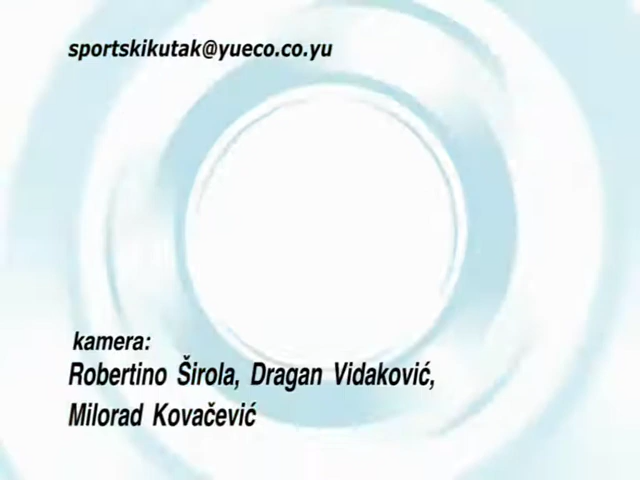 sportskikutak@yueco.co.yu
kamera:
Robertino Širola, Dragan Vidaković,
Milorad Kovačević